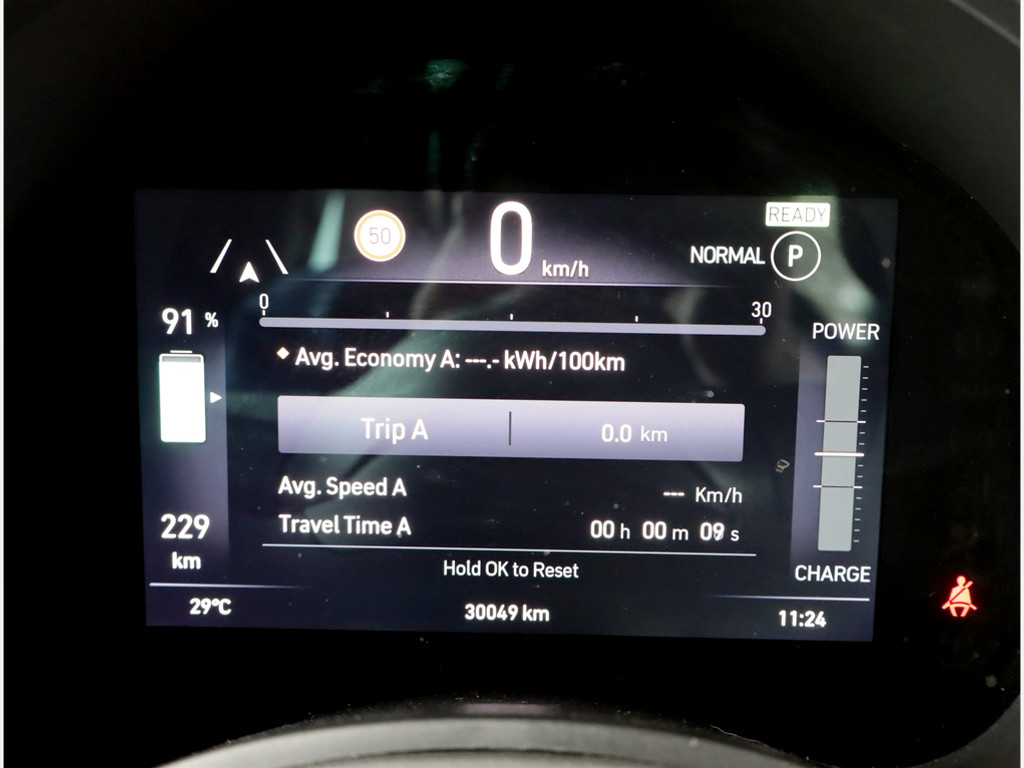 READY
50
0 km/h
NORMAL P
0 30
91 %
POWER
Avg. Economy A: ---.- kWh/100km
Trip A 0.0 km
Avg. Speed A --- Km/h
229
Travel Time A 00 h 00 m 09 s
km
Hold OK to Reset
CHARGE
29°C 30049 km 11:24